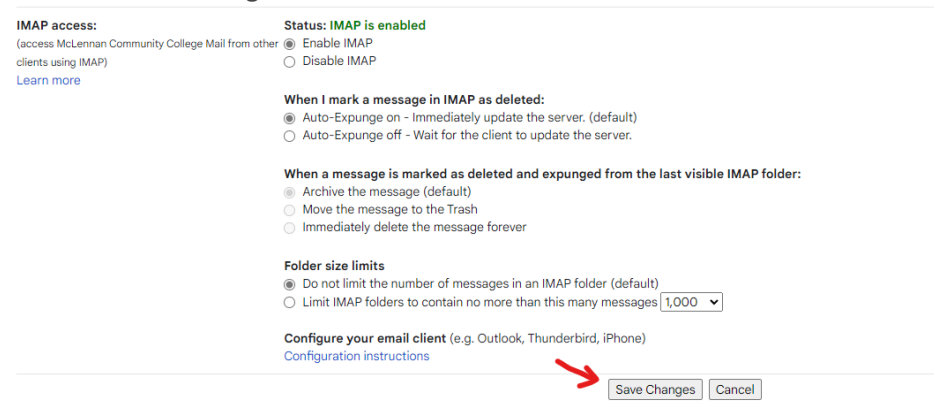 IMAP access:
(access McLennan Community College Mail from other
clients using IMAP)
Learn more
Status: IMAP is enabled
Enable IMAP
Disable IMAP
When I mark a message in IMAP as deleted:
Auto-Expunge on - Immediately update the server. (default)
Auto-Expunge off - Wait for the client to update the server.
When a message is marked as deleted and expunged from the last visible IMAP folder:
Archive the message (default)
Move the message to the Trash
Immediately delete the message forever
Folder size limits
Do not limit the number of messages in an IMAP folder (default)
Limit IMAP folders to contain no more than this many messages 1,000
Configure your email client (e.g. Outlook, Thunderbird, iPhone)
Configuration instructions
Save Changes Cancel